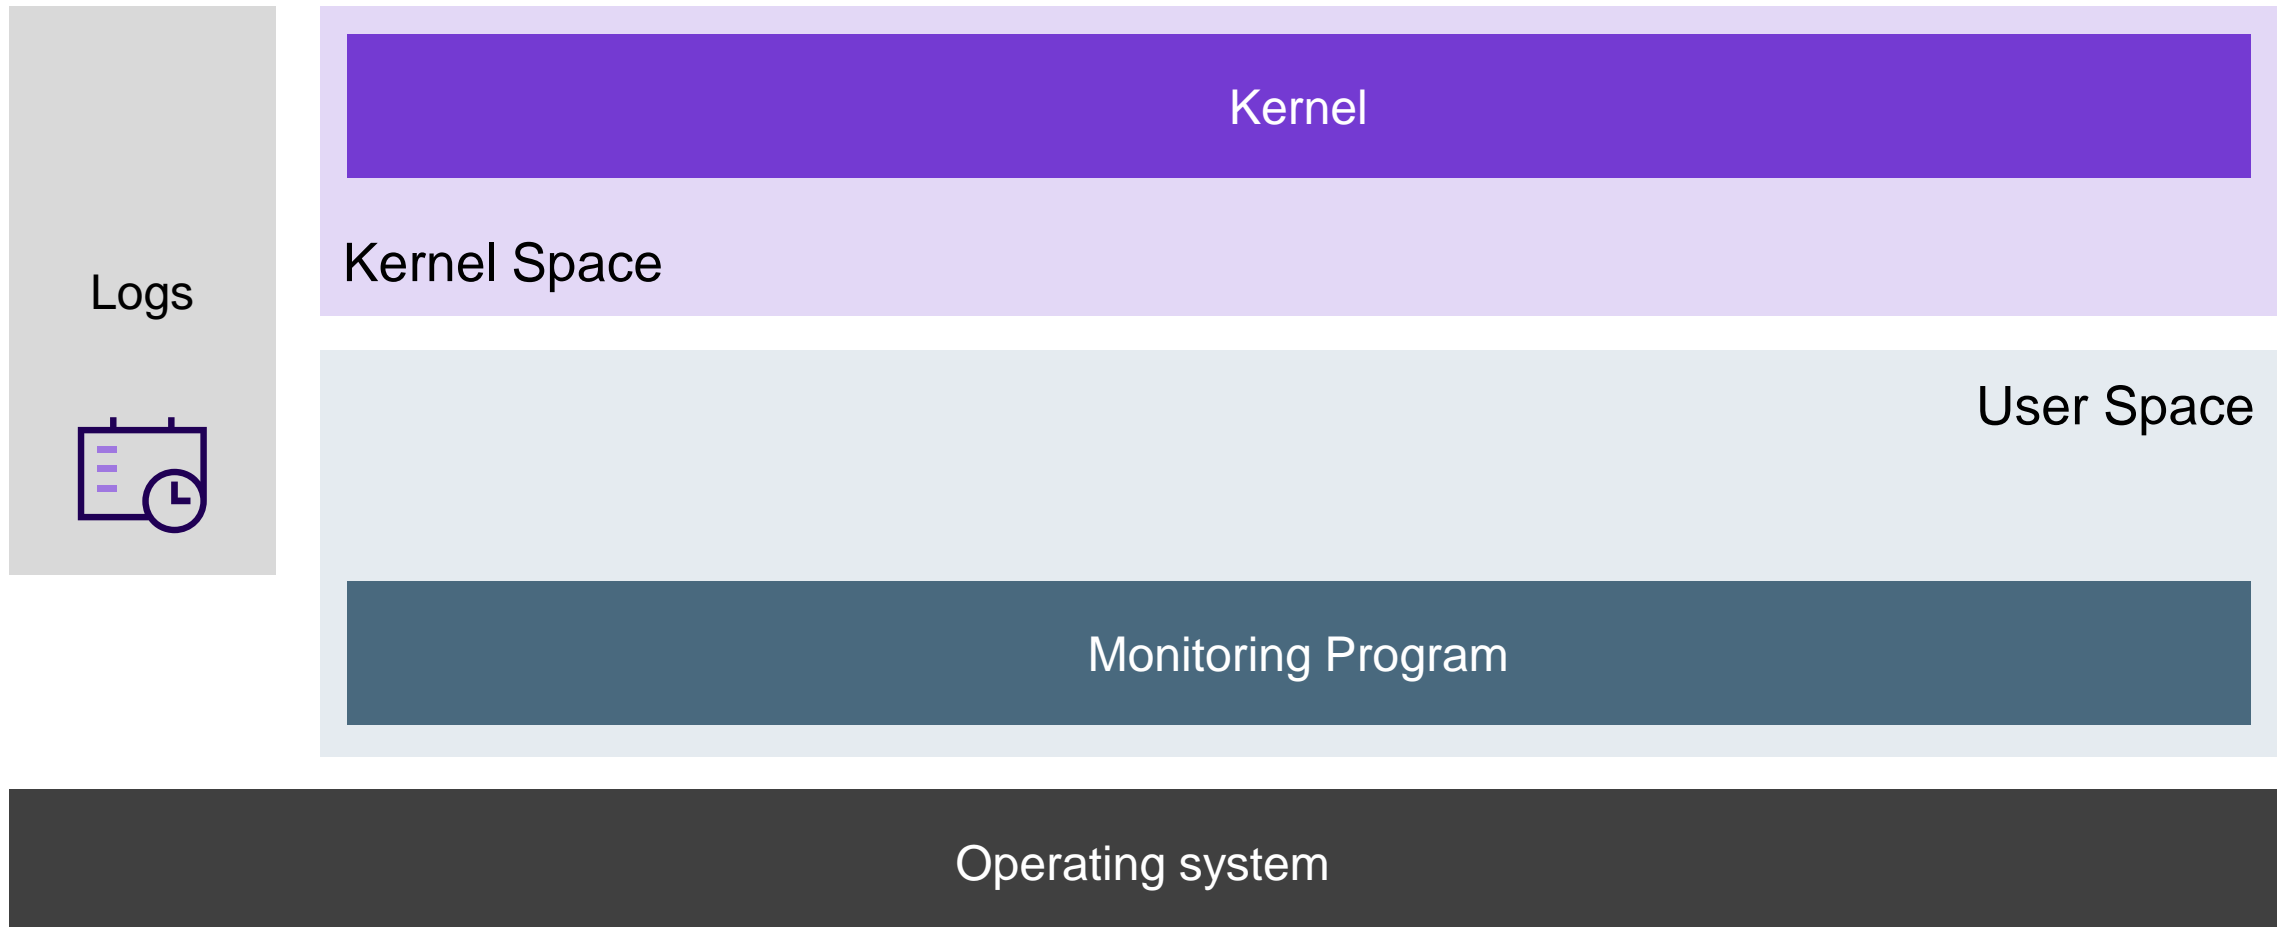 Kernel
Kernel Space
Logs
User Space
Monitoring Program
Operating system